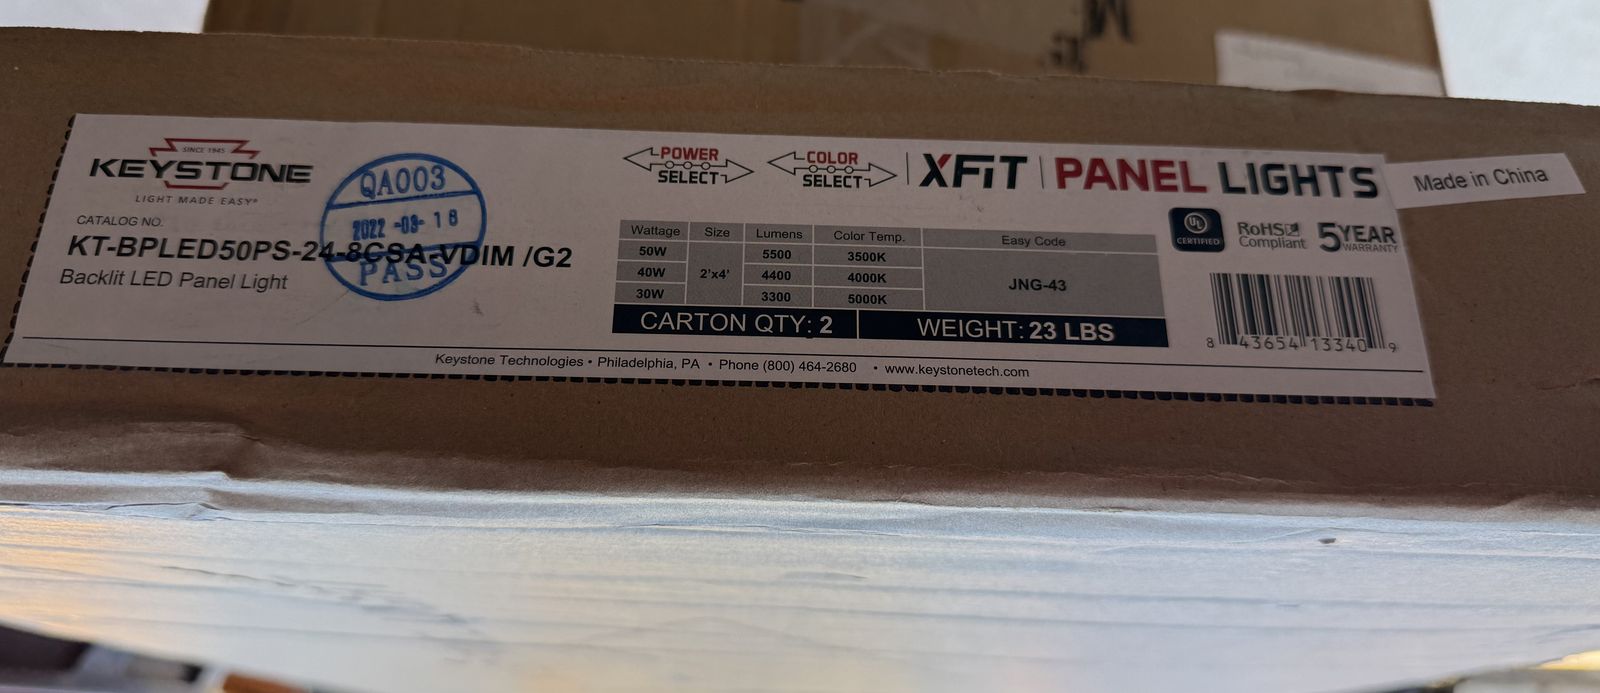 SINCE 1945
KEYSTONE
LIGHT MADE EASY®
CATALOG NO.
KT-BPLED50PS-24-8CSA-VDIM /G2
Backlit LED Panel Light
QA003
2022 -09- 18
PASS
POWER
SELECT
COLOR
SELECT
XFIT PANEL LIGHTS
Made in China
Wattage Size Lumens Color Temp. Easy Code
50W 5500 3500K
40W 2'x4' 4400 4000K JNG-43
30W 3300 5000K
CARTON QTY: 2 WEIGHT: 23 LBS
UL
CERTIFIED
RoHS
Compliant
5 YEAR
WARRANTY
8 43654 13340 9
Keystone Technologies • Philadelphia, PA • Phone (800) 464-2680 • www.keystonetech.com